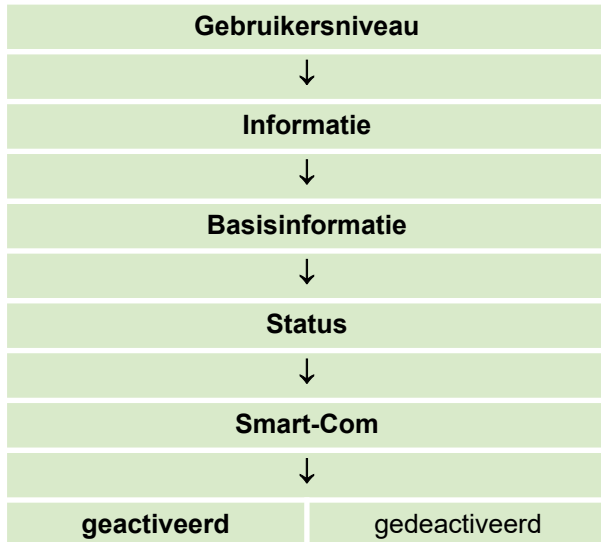 Gebruikersniveau
↓
Informatie
↓
Basisinformatie
↓
Status
↓
Smart-Com
↓
geactiveerd gedeactiveerd